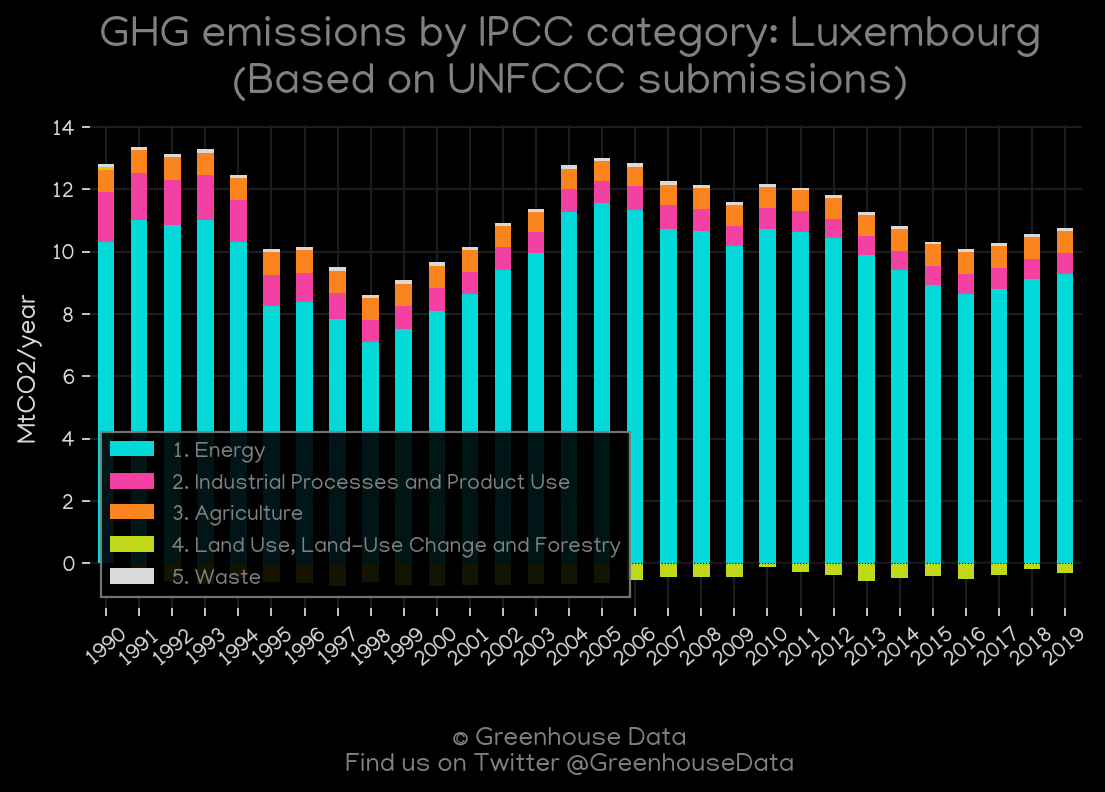 GHG emissions by IPCC category: Luxembourg
(Based on UNFCCC submissions)
MtCO2/year
14
12
10
8
6
4
2
0
1. Energy
2. Industrial Processes and Product Use
3. Agriculture
4. Land Use, Land-Use Change and Forestry
5. Waste
1990 1991 1992 1993 1994 1995 1996 1997 1998 1999 2000 2001 2002 2003 2004 2005 2006 2007 2008 2009 2010 2011 2012 2013 2014 2015 2016 2017 2018 2019
© Greenhouse Data
Find us on Twitter @GreenhouseData